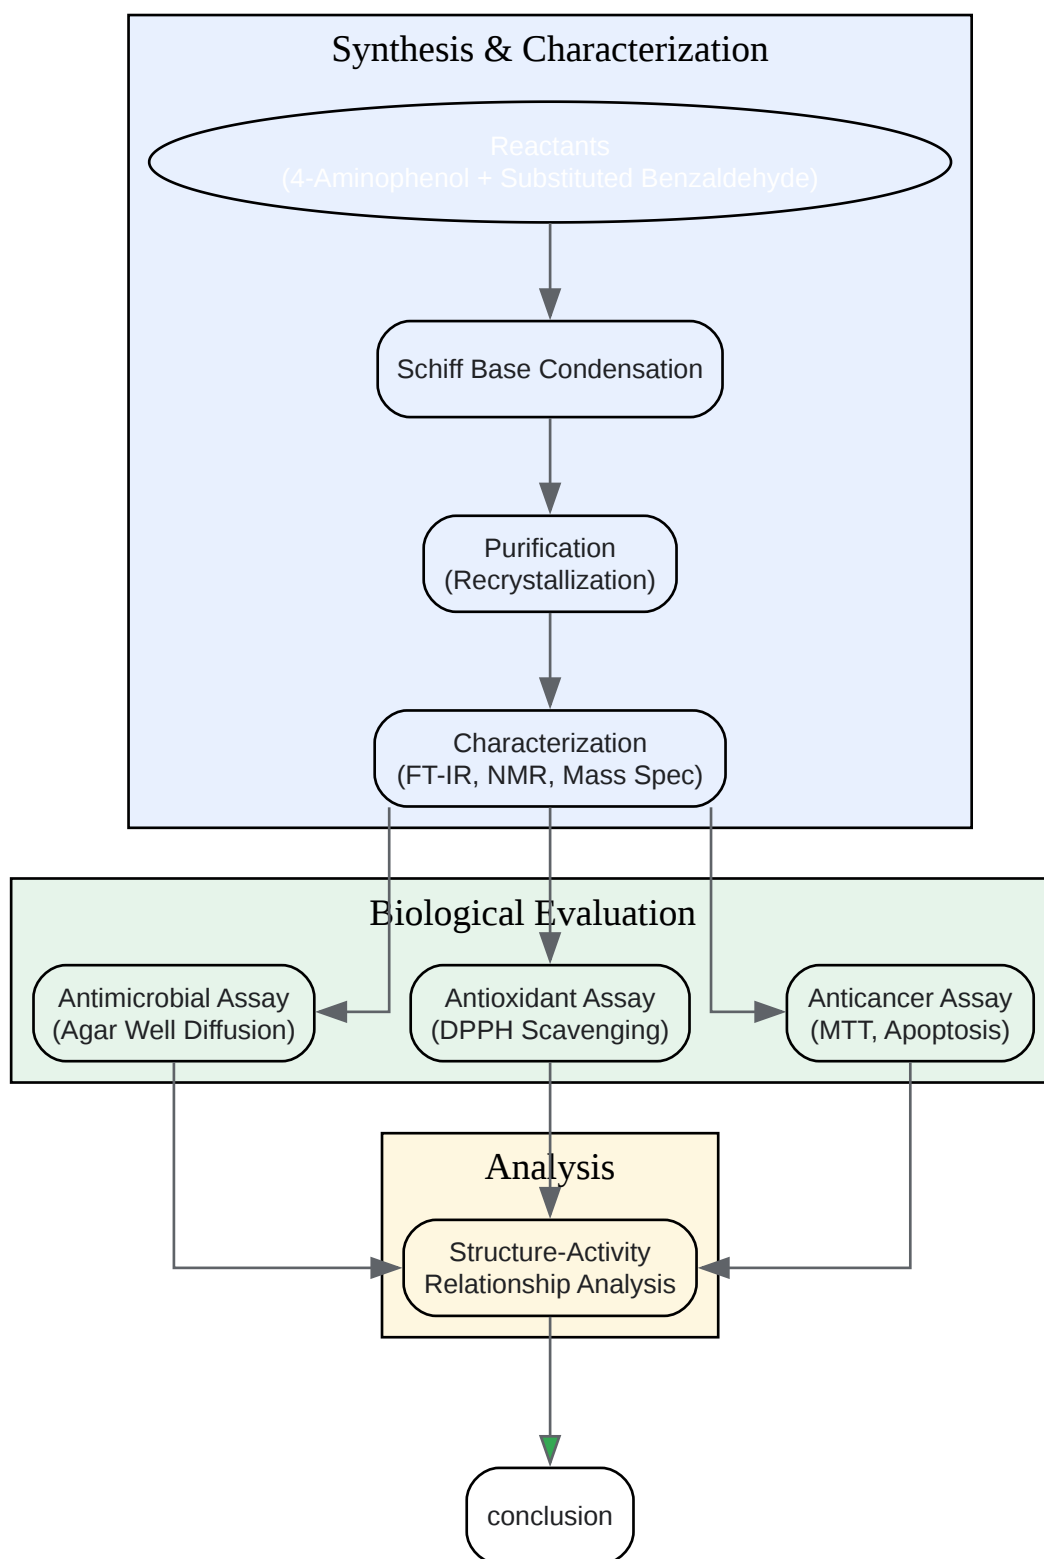 Synthesis & Characterization
Reactants
(4-Aminophenol + Substituted Benzaldehyde)
Schiff Base Condensation
Purification
(Recrystallization)
Characterization
(FT-IR, NMR, Mass Spec)
Biological Evaluation
Antimicrobial Assay
(Agar Well Diffusion)
Antioxidant Assay
(DPPH Scavenging)
Anticancer Assay
(MTT, Apoptosis)
Analysis
Structure-Activity
Relationship Analysis
conclusion